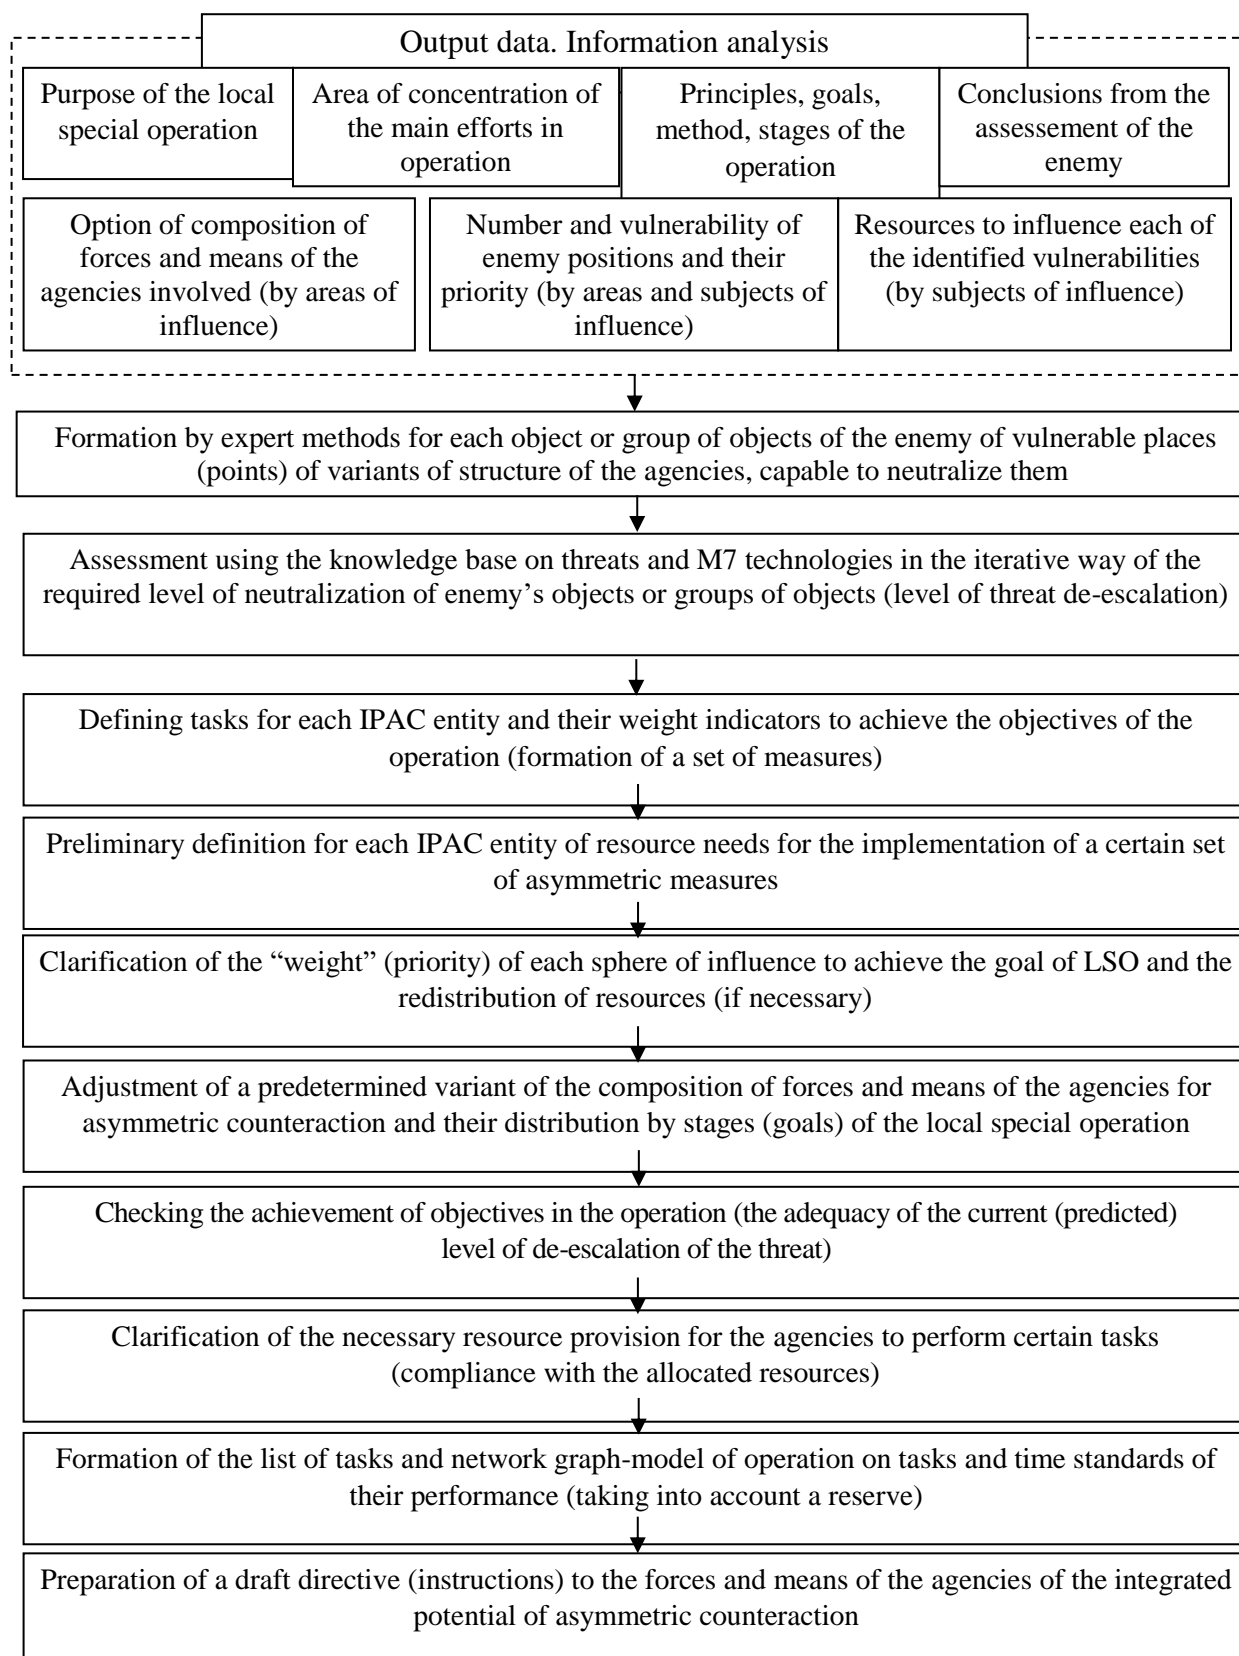 Output data. Information analysis
Purpose of the local
special operation
Area of concentration of
the main efforts in
operation
Principles, goals,
method, stages of the
operation
Conclusions from the
assessement of the
enemy
Option of composition of
forces and means of the
agencies involved (by areas of
influence)
Number and vulnerability of
enemy positions and their
priority (by areas and subjects of
influence)
Resources to influence each of
the identified vulnerabilities
(by subjects of influence)
Formation by expert methods for each object or group of objects of the enemy of vulnerable places
(points) of variants of structure of the agencies, capable to neutralize them
Assessment using the knowledge base on threats and M7 technologies in the iterative way of the
required level of neutralization of enemy's objects or groups of objects (level of threat de-escalation)
Defining tasks for each IPAC entity and their weight indicators to achieve the objectives of the
operation (formation of a set of measures)
Preliminary definition for each IPAC entity of resource needs for the implementation of a certain set
of asymmetric measures
Clarification of the “weight” (priority) of each sphere of influence to achieve the goal of LSO and the
redistribution of resources (if necessary)
Adjustment of a predetermined variant of the composition of forces and means of the agencies for
asymmetric counteraction and their distribution by stages (goals) of the local special operation
Checking the achievement of objectives in the operation (the adequacy of the current (predicted)
level of de-escalation of the threat)
Clarification of the necessary resource provision for the agencies to perform certain tasks
(compliance with the allocated resources)
Formation of the list of tasks and network graph-model of operation on tasks and time standards of
their performance (taking into account a reserve)
Preparation of a draft directive (instructions) to the forces and means of the agencies of the integrated
potential of asymmetric counteraction